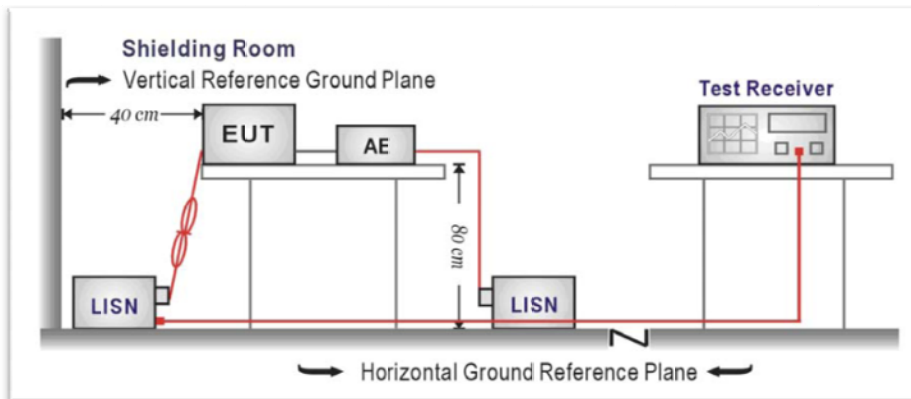 Shielding Room
Vertical Reference Ground Plane
Test Receiver
40 cm
EUT
AE
80 cm
LISN
LISN
Horizontal Ground Reference Plane